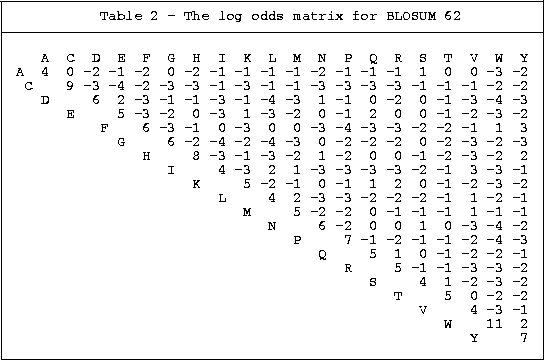 Table 2 - The log odds matrix for BLOSUM 62
A C D E F G H I K L M N P Q R S T V W Y
A 4 0 -2 -1 -2 0 -2 -1 -1 -1 -1 -2 -1 -1 -1 1 0 0 -3 -2
C 9 -3 -4 -2 -3 -3 -1 -3 -1 -1 -3 -3 -3 -3 -1 -1 -1 -2 -2
D 6 2 -3 -1 -1 -3 -1 -4 -3 1 -1 0 -2 0 -1 -3 -4 -3
E 5 -3 -2 0 -3 1 -3 -2 0 -1 2 0 0 -1 -2 -3 -2
F 6 -3 -1 0 -3 0 0 -3 -4 -3 -3 -2 -2 -1 1 3
G 6 -2 -4 -2 -4 -3 0 -2 -2 -2 0 -2 -3 -2 -3
H 8 -3 -1 -3 -2 1 -2 0 0 -1 -2 -3 -2 2
I 4 -3 2 1 -3 -3 -3 -3 -2 -1 3 -3 -1
K 5 -2 -1 0 -1 1 2 0 -1 -2 -3 -2
L 4 2 -3 -3 -2 -2 -2 -1 1 -2 -1
M 5 -2 -2 0 -1 -1 -1 1 -1 -1
N 6 -2 0 0 1 0 -3 -4 -2
P 7 -1 -2 -1 -1 -2 -4 -3
Q 5 1 0 -1 -2 -2 -1
R 5 -1 -1 -3 -3 -2
S 4 1 -2 -3 -2
T 5 0 -2 -2
V 4 -3 -1
W 11 2
Y 7